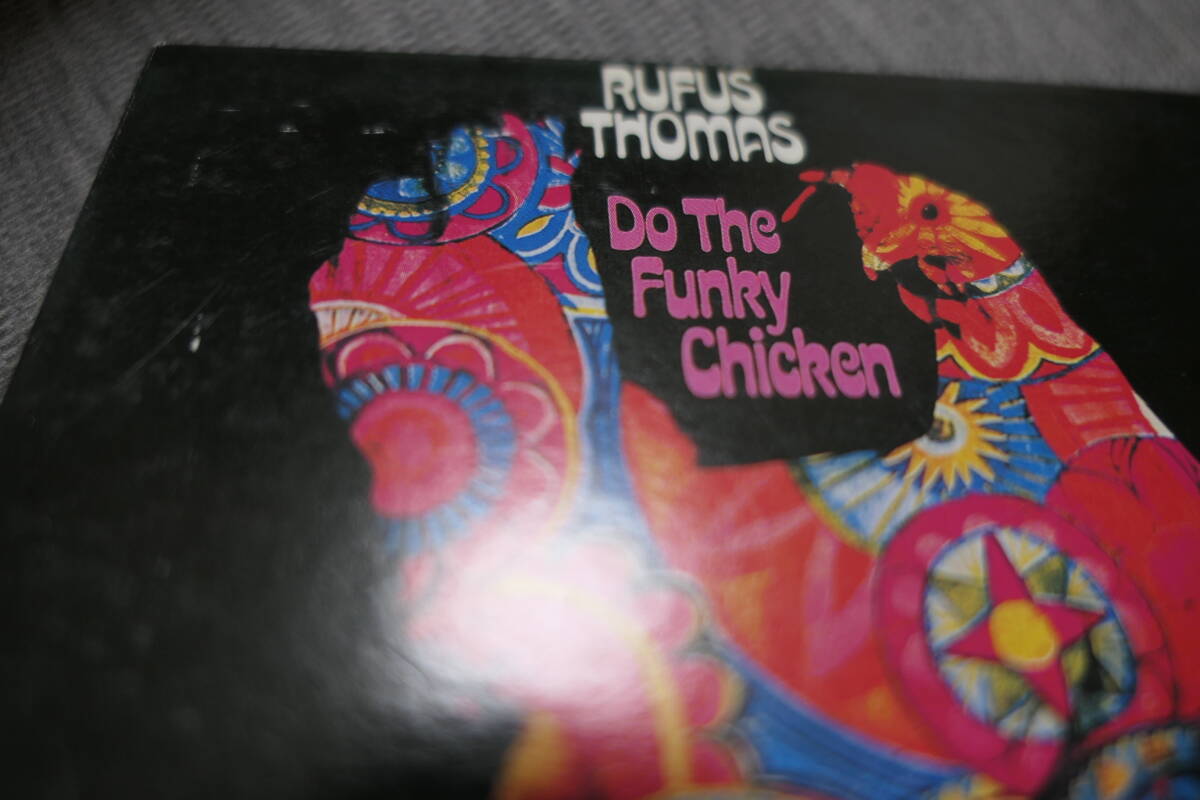 RUFUS
THOMAS
Do The
Funky
Chicken